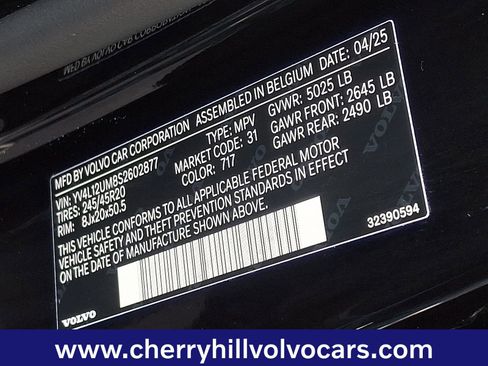 MFD BY VOLVO CAR CORPORATION ASSEMBLED IN BELGIUM DATE: 04/25
VIN: YV4L12UM8S2602877 TYPE: MPV GVWR: 5025 LB
TIRES: 245/45R20 MARKET CODE: 31 GAWR FRONT: 2645 LB
RIM: 8Jx20x50.5 COLOR: 717 GAWR REAR: 2490 LB
THIS VEHICLE CONFORMS TO ALL APPLICABLE FEDERAL MOTOR
VEHICLE SAFETY AND THEFT PREVENTION STANDARDS IN EFFECT
ON THE DATE OF MANUFACTURE SHOWN ABOVE.
32390594
VOLVO
www.cherryhillvolvocars.com